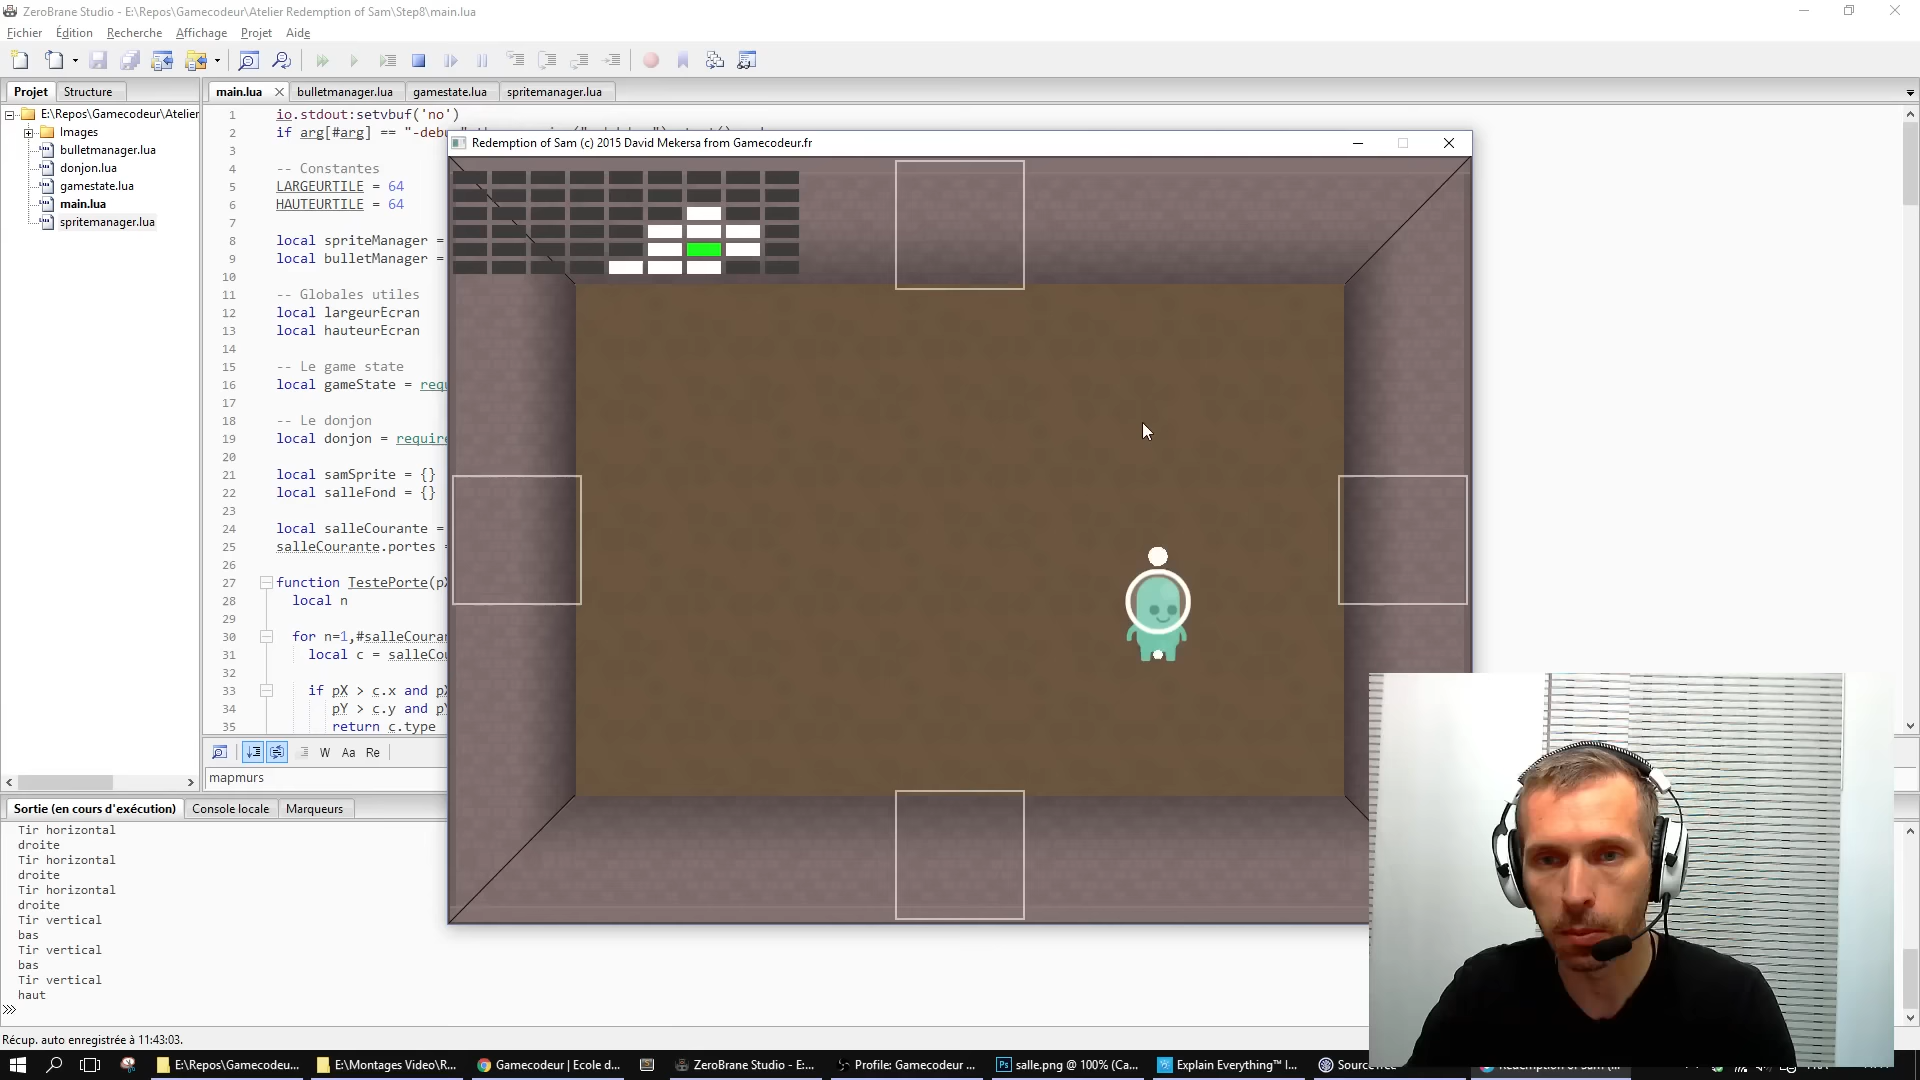 ZeroBrane Studio - E:\Repos\Gamecodeur\Atelier Redemption of Sam\Step8\main.lua
Fichier Édition Recherche Affichage Projet Aide
Projet Structure
main.lua bulletmanager.lua gamestate.lua spritemanager.lua
E:\Repos\Gamecodeur\Atelier
Images
bulletmanager.lua
donjon.lua
gamestate.lua
main.lua
spritemanager.lua
1 io.stdout:setvbuf('no')
2 if arg[#arg] == "-debu
3
4 -- Constantes
5 LARGEURTILE = 64
6 HAUTEURTILE = 64
7
8 local spriteManager =
9 local bulletManager =
10
11 -- Globales utiles
12 local largeurEcran
13 local hauteurEcran
14
15 -- Le game state
16 local gameState = requ
17
18 -- Le donjon
19 local donjon = require
20
21 local samSprite = {}
22 local salleFond = {}
23
24 local salleCourante =
25 salleCourante.portes =
26
27 function TestePorte(pX
28 local n
29
30 for n=1,#salleCouran
31 local c = salleCou
32
33 if pX > c.x and pX
34 pY > c.y and pY
35 return c.type
Redemption of Sam (c) 2015 David Mekersa from Gamecodeur.fr
W Aa Re
mapmurs
Sortie (en cours d'exécution) Console locale Marqueurs
Tir horizontal
droite
Tir horizontal
droite
Tir horizontal
droite
Tir vertical
bas
Tir vertical
bas
Tir vertical
haut
Récup. auto enregistrée à 11:43:03.
E:\Repos\Gamecodeu... E:\Montages Video\R... Gamecodeur | Ecole d... ZeroBrane Studio - E:... Profile: Gamecodeur ... salle.png @ 100% (Ca... Explain Everything™ I...